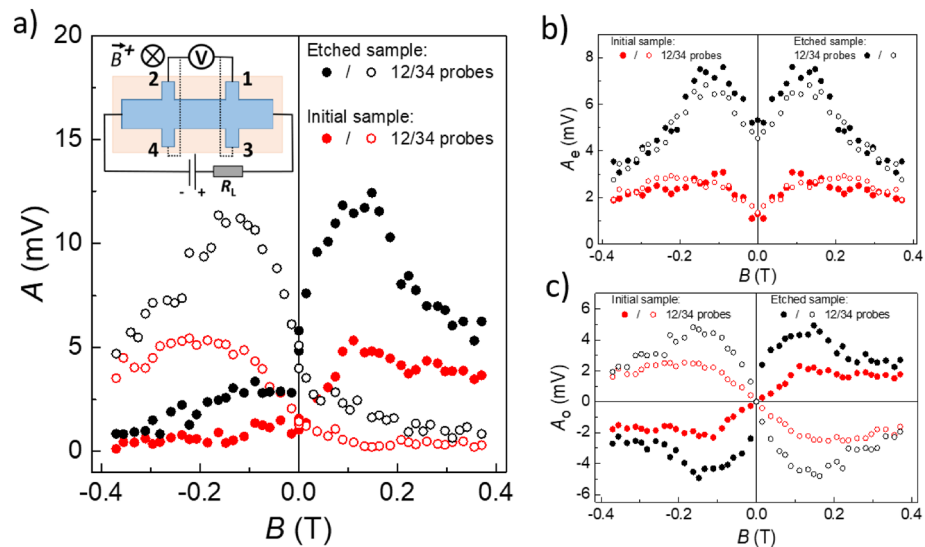 a)
A (mV)
20
15
10
5
0
-0.4
-0.2
0.0
0.2
0.4
B (T)
B⃗+
V
2
1
4
3
- +
R_L
Etched sample:
/ 12/34 probes
Initial sample:
/ 12/34 probes
b)
A_e (mV)
8
6
4
2
0
-0.4
-0.2
0.0
0.2
0.4
B (T)
Initial sample:
/ 12/34 probes
Etched sample:
12/34 probes /
c)
A_o (mV)
6
4
2
0
-2
-4
-6
-0.4
-0.2
0.0
0.2
0.4
B (T)
Initial sample:
/ 12/34 probes
Etched sample:
/ 12/34 probes